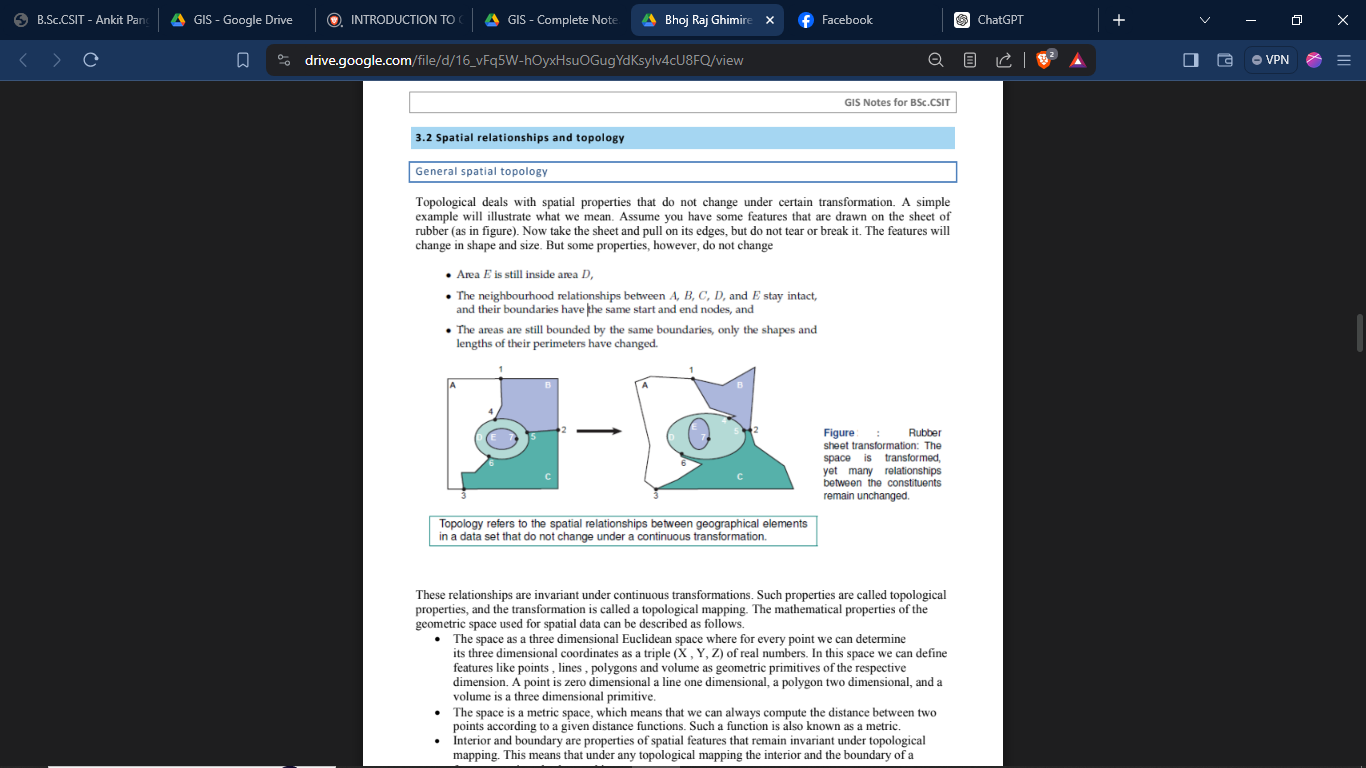 B.Sc.CSIT - Ankit Pan
GIS - Google Drive
INTRODUCTION TO
GIS - Complete Note
Bhoj Raj Ghimire
Facebook
ChatGPT
drive.google.com/file/d/16_vFq5W-hOyxHsuOGugYdKsylv4cU8FQ/view
2
VPN
GIS Notes for BSc.CSIT
3.2 Spatial relationships and topology
General spatial topology
Topological deals with spatial properties that do not change under certain transformation. A simple
example will illustrate what we mean. Assume you have some features that are drawn on the sheet of
rubber (as in figure). Now take the sheet and pull on its edges, but do not tear or break it. The features will
change in shape and size. But some properties, however, do not change
• Area E is still inside area D,
• The neighbourhood relationships between A, B, C, D, and E stay intact,
and their boundaries have the same start and end nodes, and
• The areas are still bounded by the same boundaries, only the shapes and
lengths of their perimeters have changed.
1
A
B
4
D
E
7
5
2
6
C
3
1
A
B
4
E
5
2
D
7
6
C
3
Figure : Rubber
sheet transformation: The
space is transformed,
yet many relationships
between the constituents
remain unchanged.
Topology refers to the spatial relationships between geographical elements
in a data set that do not change under a continuous transformation.
These relationships are invariant under continuous transformations. Such properties are called topological
properties, and the transformation is called a topological mapping. The mathematical properties of the
geometric space used for spatial data can be described as follows.
• The space as a three dimensional Euclidean space where for every point we can determine
its three dimensional coordinates as a triple (X , Y, Z) of real numbers. In this space we can define
features like points , lines , polygons and volume as geometric primitives of the respective
dimension. A point is zero dimensional a line one dimensional, a polygon two dimensional, and a
volume is a three dimensional primitive.
• The space is a metric space, which means that we can always compute the distance between two
points according to a given distance functions. Such a function is also known as a metric.
• Interior and boundary are properties of spatial features that remain invariant under topological
mapping. This means that under any topological mapping the interior and the boundary of a